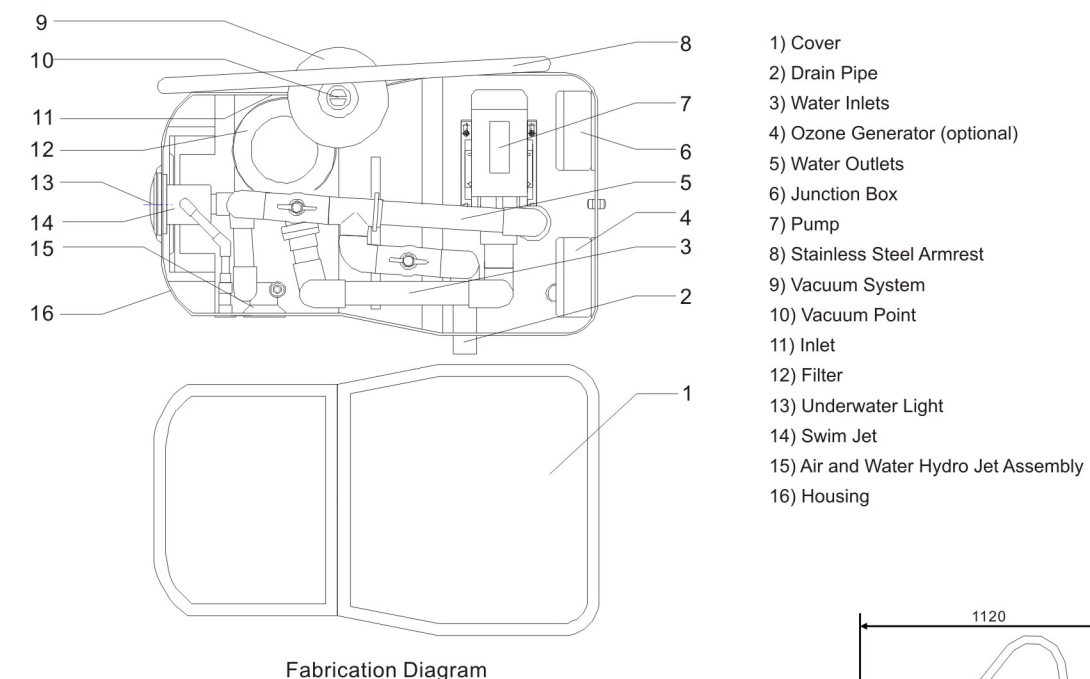 9
10
11
12
13
14
15
16
8
7
6
5
4
3
2
1
Fabrication Diagram
1) Cover
2) Drain Pipe
3) Water Inlets
4) Ozone Generator (optional)
5) Water Outlets
6) Junction Box
7) Pump
8) Stainless Steel Armrest
9) Vacuum System
10) Vacuum Point
11) Inlet
12) Filter
13) Underwater Light
14) Swim Jet
15) Air and Water Hydro Jet Assembly
16) Housing
1120